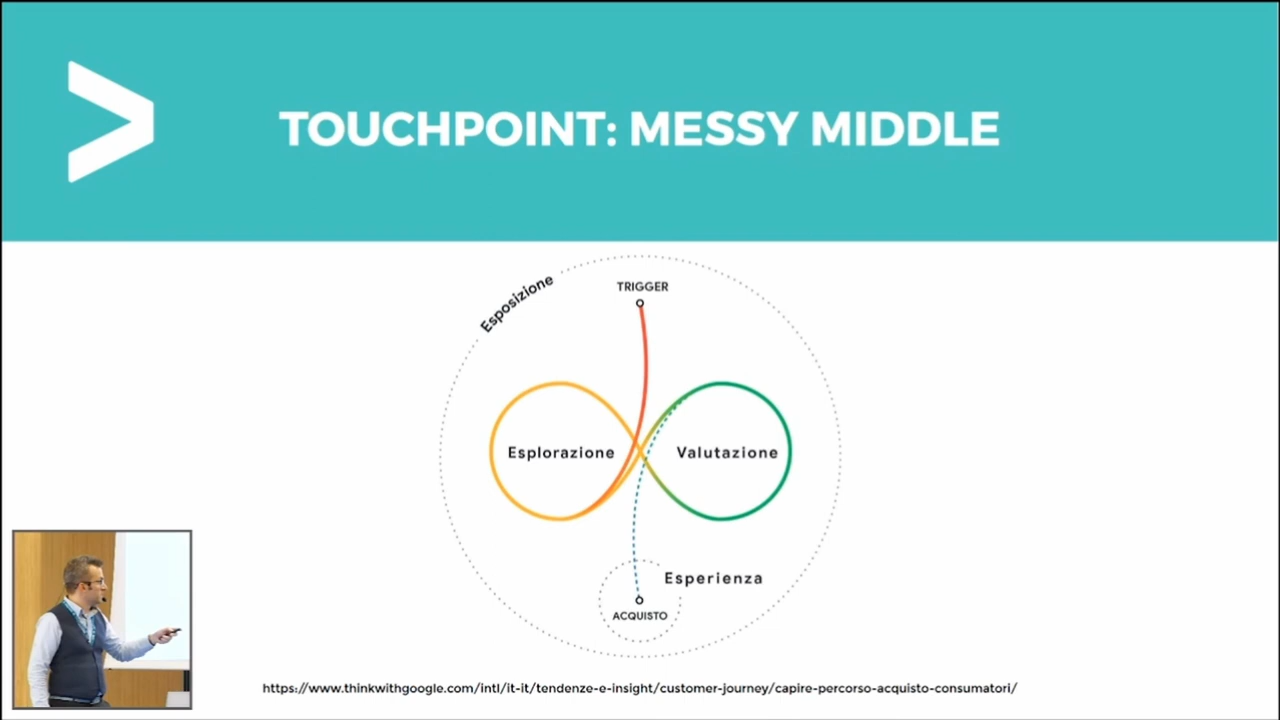 TOUCHPOINT: MESSY MIDDLE
Esposizione
TRIGGER
Esplorazione
Valutazione
Esperienza
ACQUISTO
https://www.thinkwithgoogle.com/intl/it-it/tendenze-e-insight/customer-journey/capire-percorso-acquisto-consumatori/